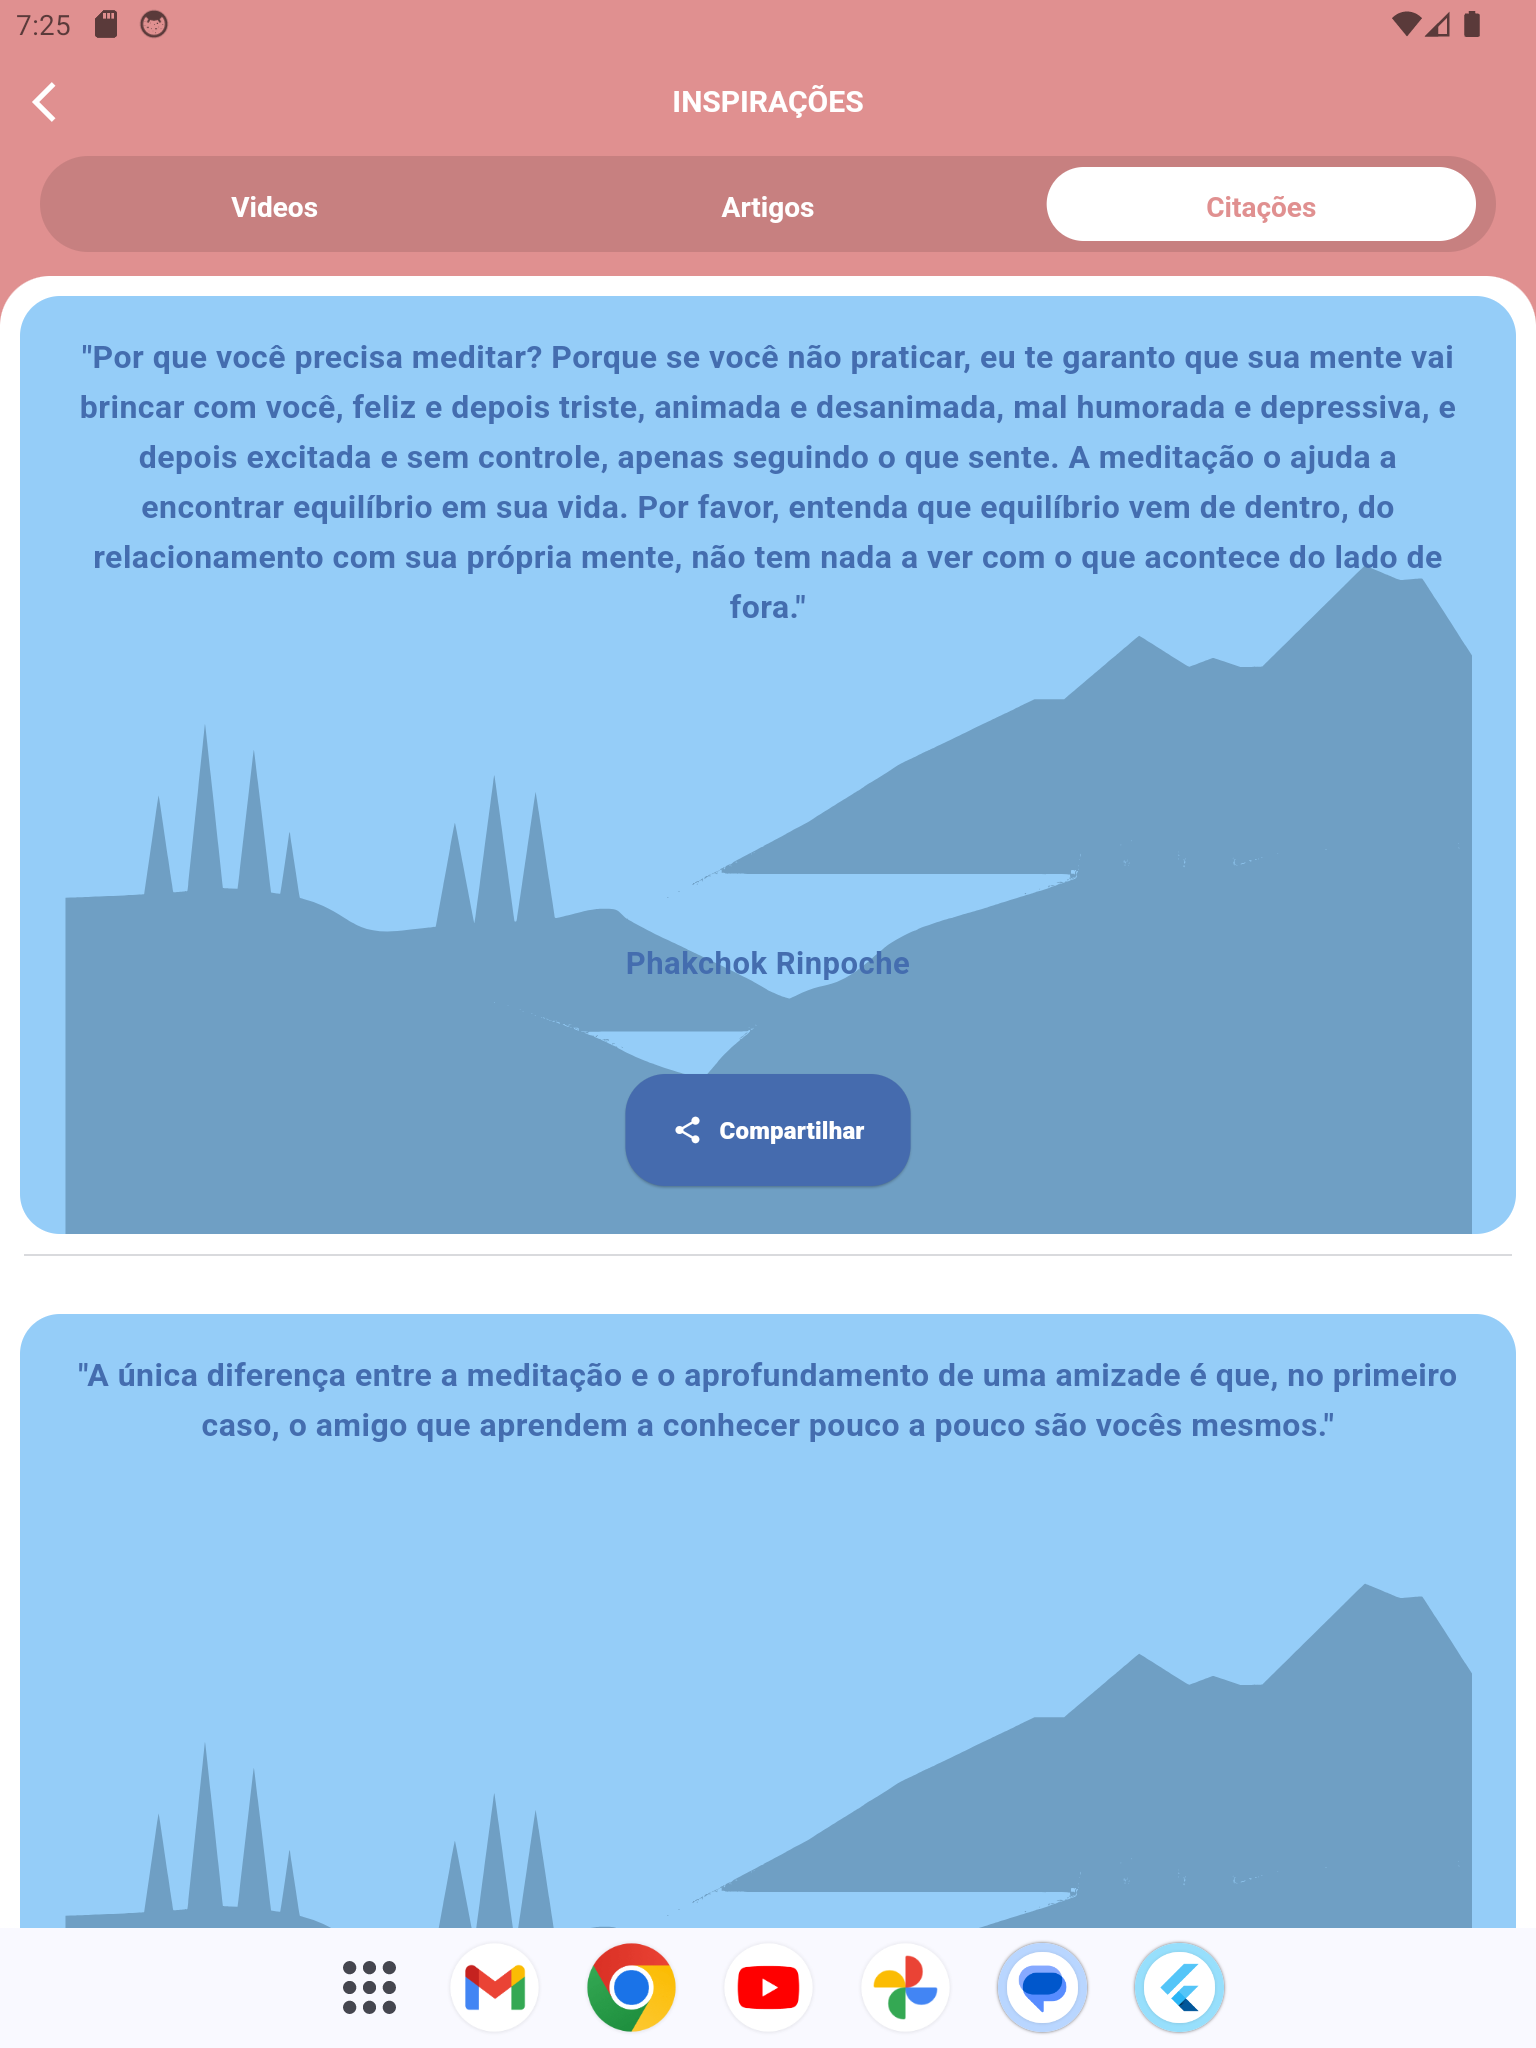 7:25
INSPIRAÇÕES
Videos
Artigos
Citações
"Por que você precisa meditar? Porque se você não praticar, eu te garanto que sua mente vai
brincar com você, feliz e depois triste, animada e desanimada, mal humorada e depressiva, e
depois excitada e sem controle, apenas seguindo o que sente. A meditação o ajuda a
encontrar equilíbrio em sua vida. Por favor, entenda que equilíbrio vem de dentro, do
relacionamento com sua própria mente, não tem nada a ver com o que acontece do lado de
fora."
Phakchok Rinpoche
Compartilhar
"A única diferença entre a meditação e o aprofundamento de uma amizade é que, no primeiro
caso, o amigo que aprendem a conhecer pouco a pouco são vocês mesmos."